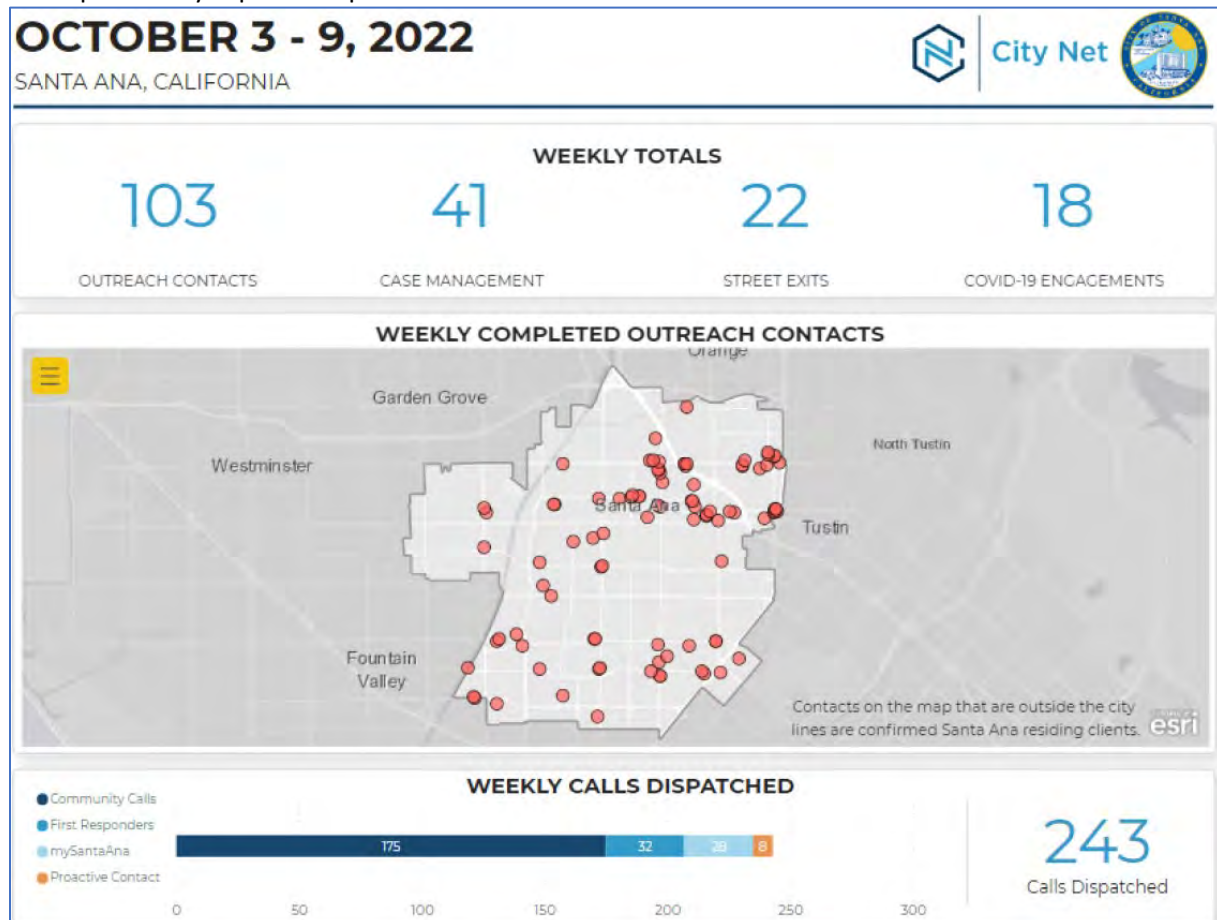 OCTOBER 3 - 9, 2022
SANTA ANA, CALIFORNIA
City Net
WEEKLY TOTALS
103
41
22
18
OUTREACH CONTACTS
CASE MANAGEMENT
STREET EXITS
COVID-19 ENGAGEMENTS
WEEKLY COMPLETED OUTREACH CONTACTS
Orange
Garden Grove
North Tustin
Westminster
Santa Ana
Tustin
Fountain
Valley
Contacts on the map that are outside the city
lines are confirmed Santa Ana residing clients.
esri
WEEKLY CALLS DISPATCHED
Community Calls
First Responders
mySantaAna
Proactive Contact
175
32
28
8
0
50
100
150
200
250
300
243
Calls Dispatched